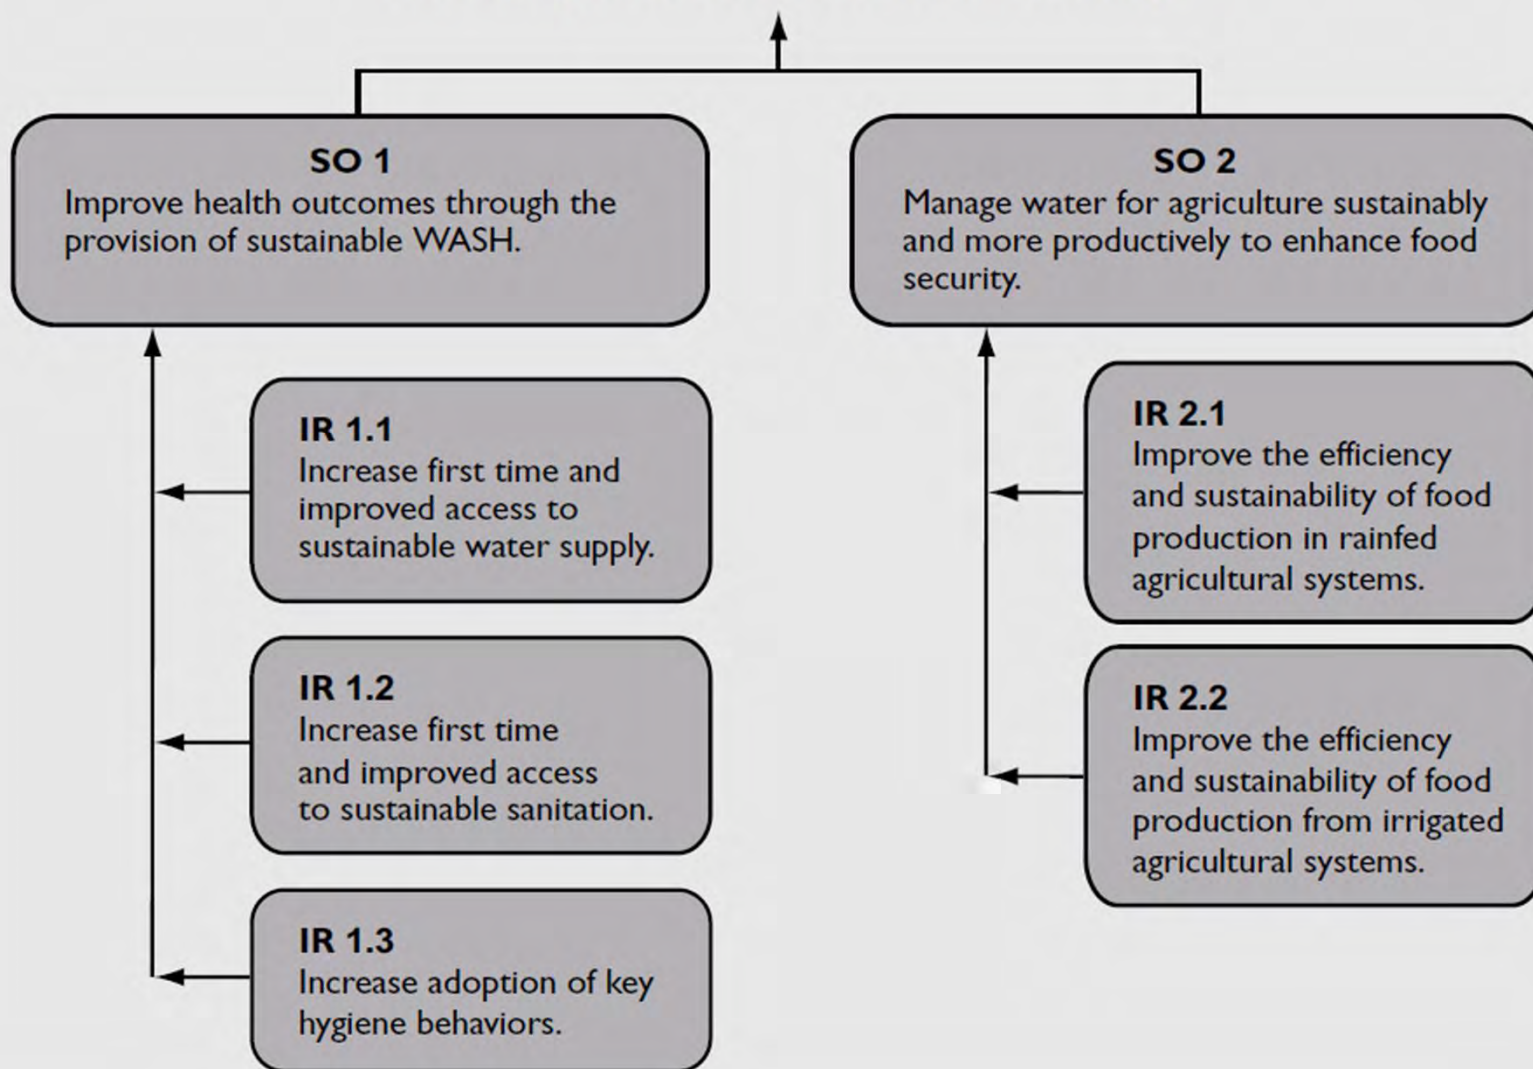 SO 1
Improve health outcomes through the
provision of sustainable WASH.
IR 1.1
Increase first time and
improved access to
sustainable water supply.
IR 1.2
Increase first time
and improved access
to sustainable sanitation.
IR 1.3
Increase adoption of key
hygiene behaviors.
SO 2
Manage water for agriculture sustainably
and more productively to enhance food
security.
IR 2.1
Improve the efficiency
and sustainability of food
production in rainfed
agricultural systems.
IR 2.2
Improve the efficiency
and sustainability of food
production from irrigated
agricultural systems.